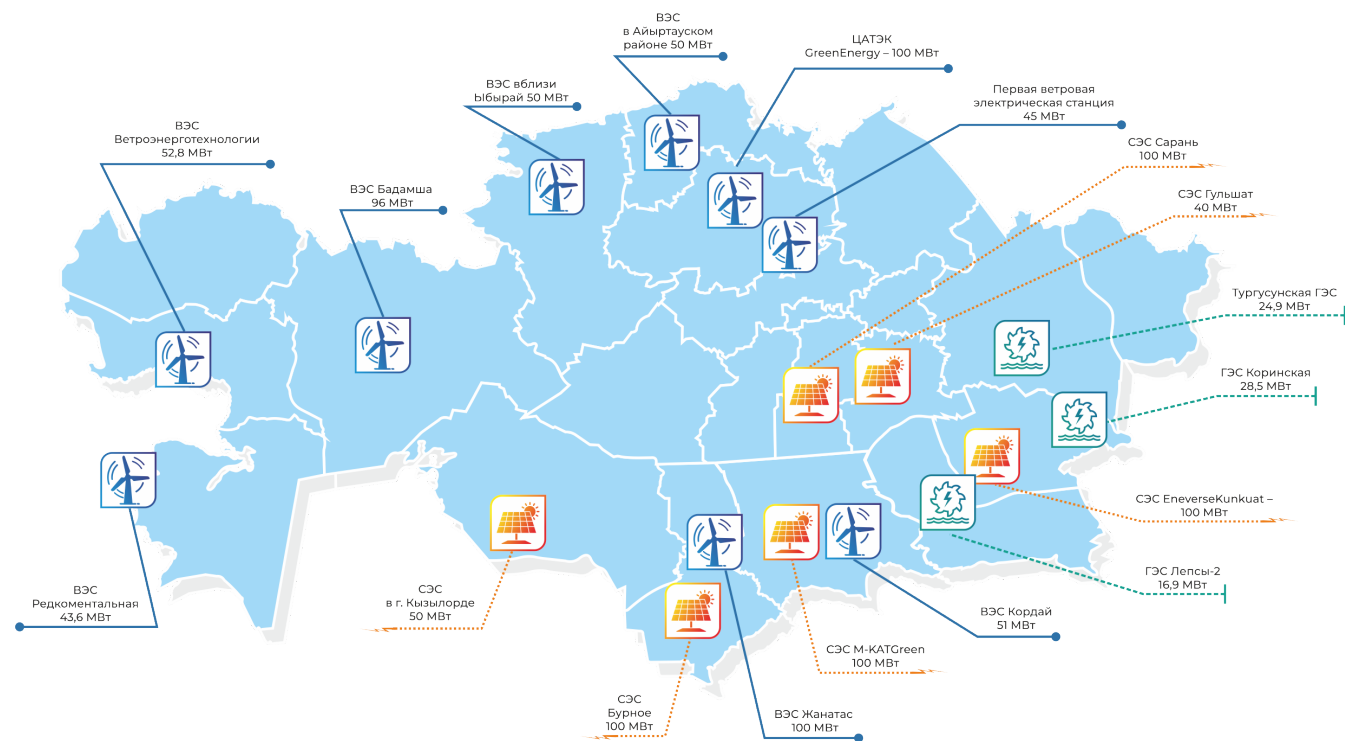 ВЭС
в Айыртауском
районе 50 МВт
ЦАТЭК
GreenEnergy – 100 МВт
ВЭС вблизи
Ыбырай 50 МВт
Первая ветровая
электрическая станция
45 МВт
ВЭС
Ветроэнерготехнологии
52,8 МВт
СЭС Сарань
100 МВт
ВЭС Бадамша
96 МВт
СЭС Гульшат
40 МВт
Тургусунская ГЭС
24,9 МВт
ГЭС Коринская
28,5 МВт
СЭС EneverseKunkuat –
100 МВт
ГЭС Лепсы-2
16,9 МВт
ВЭС
Редкоментальная
43,6 МВт
СЭС
в г. Кызылорде
50 МВт
ВЭС Кордай
51 МВт
СЭС M-KATGreen
100 МВт
СЭС
Бурное
100 МВт
ВЭС Жанатас
100 МВт